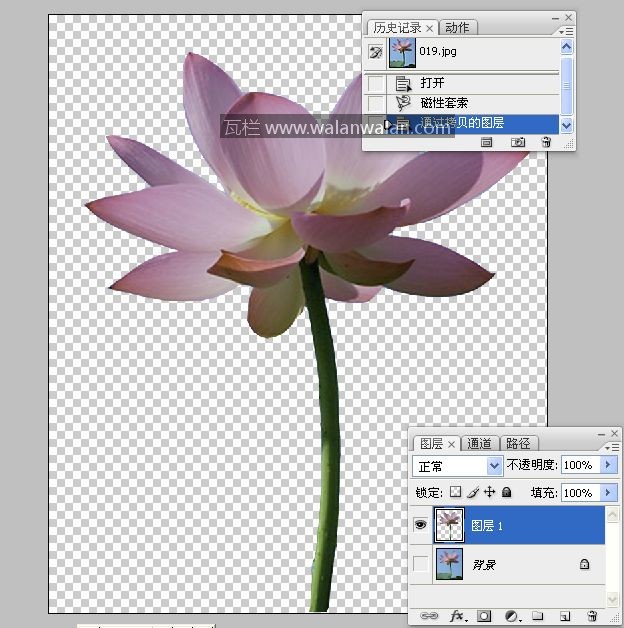 历史记录 × 动作
019.jpg
打开
磁性套索
通过拷贝的图层
瓦栏 www.walanwalan.com
图层 × 通道 路径
正常 不透明度: 100%
锁定: 填充: 100%
图层 1
背景
fx.